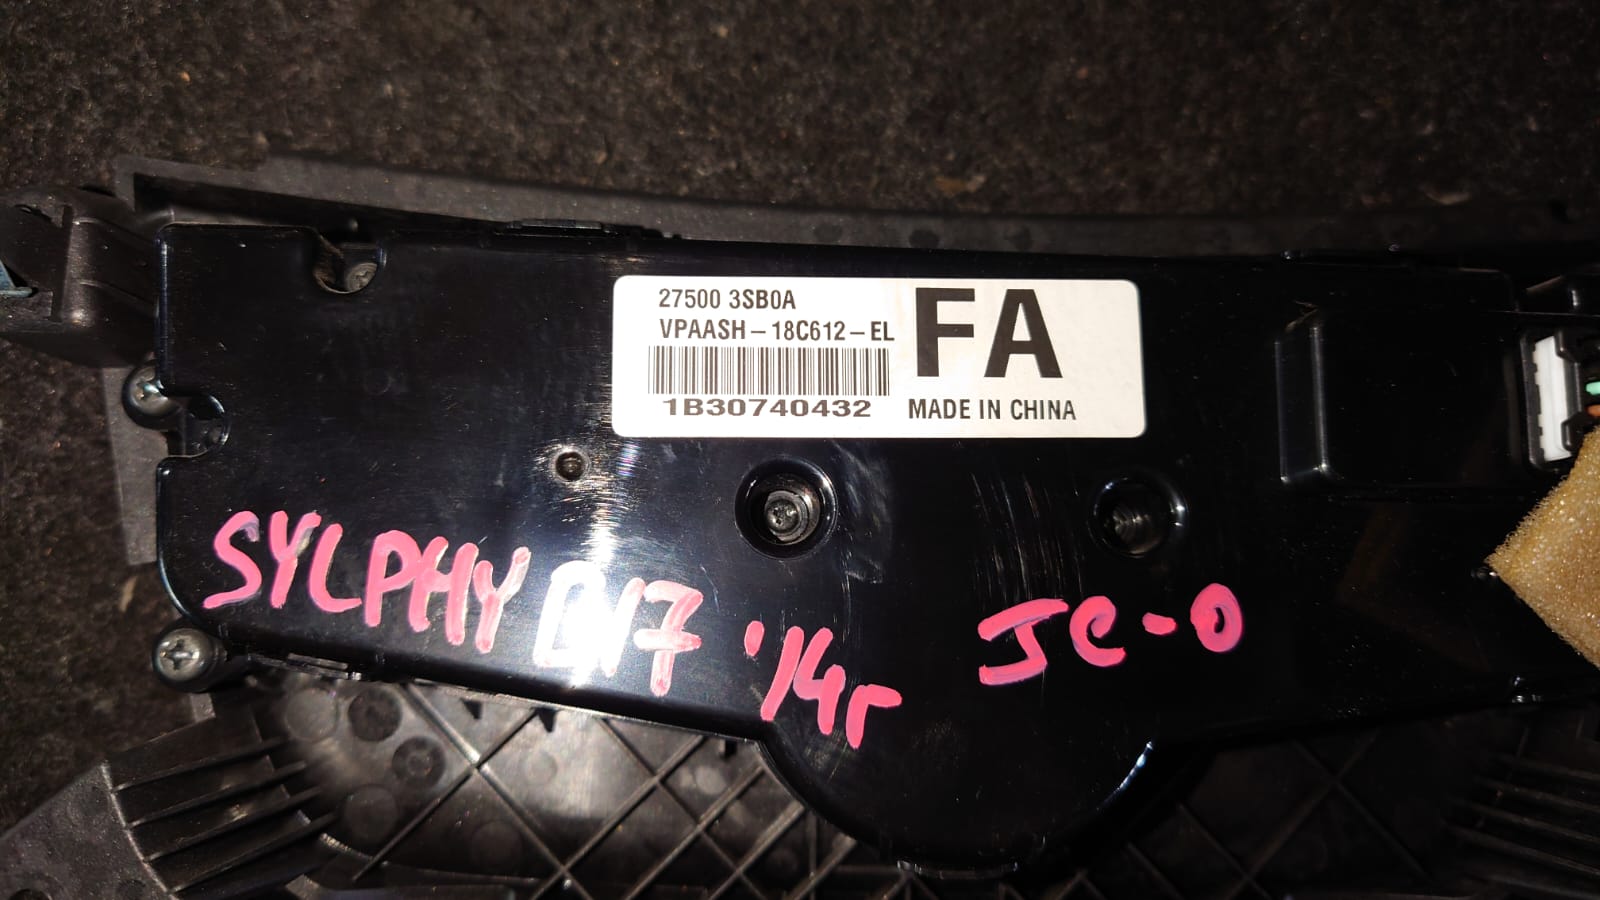 27500 3SB0A
VPAASH-18C612-EL
FA
1B30740432
MADE IN CHINA
SYLPHY B17 '14г JC-0